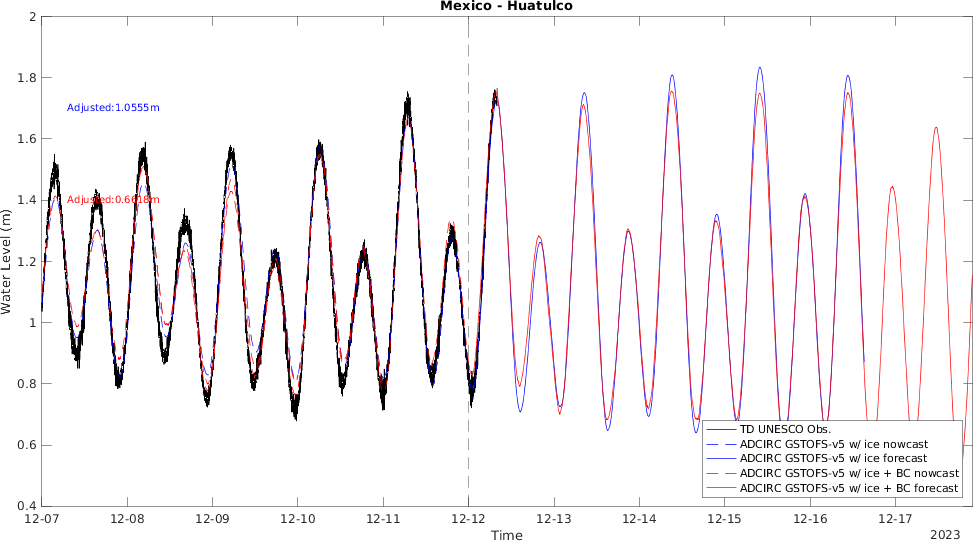 Mexico - Huatulco
2
1.8
1.6
1.4
1.2
1
0.8
0.6
0.4
Water Level (m)
Adjusted:1.0555m
Adjusted:0.6618m
TD UNESCO Obs.
ADCIRC GSTOFS-v5 w/ ice nowcast
ADCIRC GSTOFS-v5 w/ ice forecast
ADCIRC GSTOFS-v5 w/ ice + BC nowcast
ADCIRC GSTOFS-v5 w/ ice + BC forecast
12-07 12-08 12-09 12-10 12-11 12-12 12-13 12-14 12-15 12-16 12-17
Time
2023